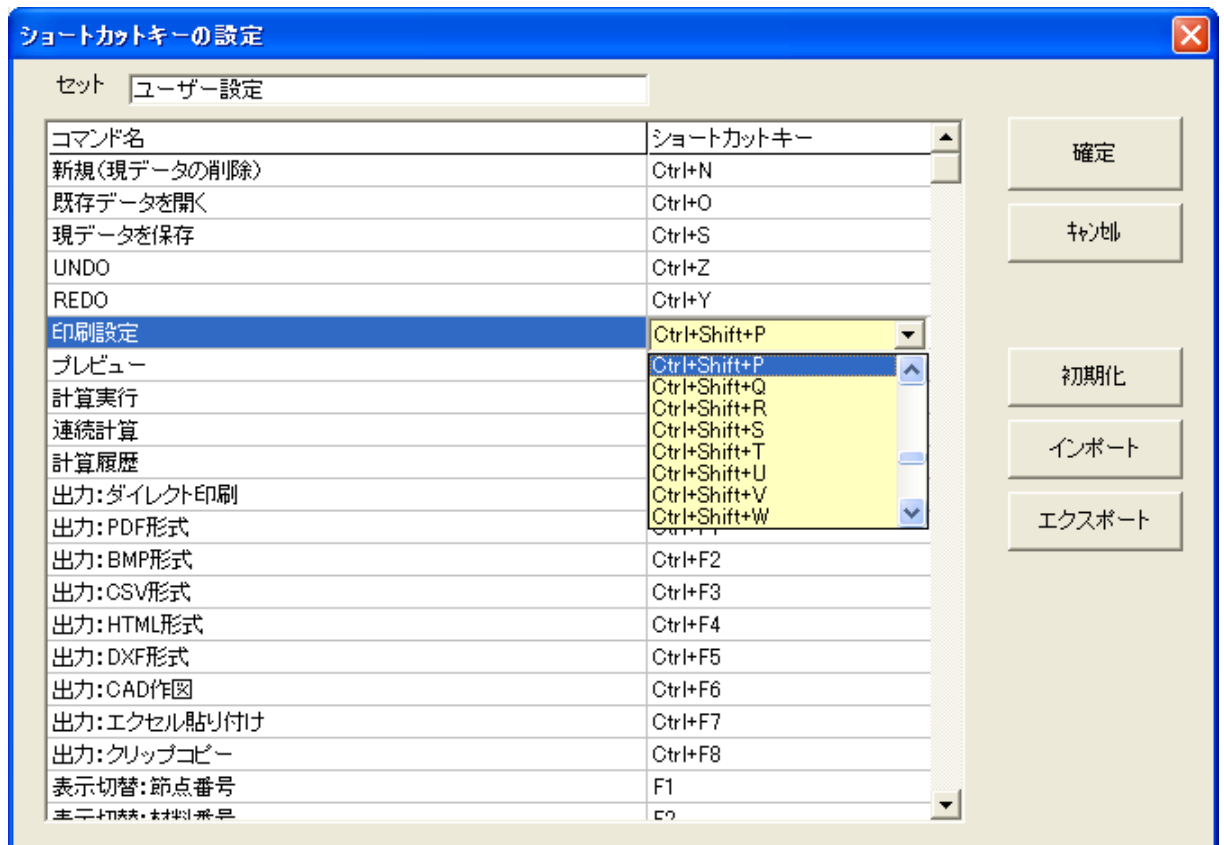 ショートカットキーの設定
セット ユーザー設定
コマンド名 ショートカットキー
新規(現データの削除) Ctrl+N
既存データを開く Ctrl+O
現データを保存 Ctrl+S
UNDO Ctrl+Z
REDO Ctrl+Y
印刷設定 Ctrl+Shift+P
プレビュー
計算実行
連続計算
計算履歴
出力:ダイレクト印刷
出力:PDF形式
出力:BMP形式 Ctrl+F2
出力:CSV形式 Ctrl+F3
出力:HTML形式 Ctrl+F4
出力:DXF形式 Ctrl+F5
出力:CAD作図 Ctrl+F6
出力:エクセル貼り付け Ctrl+F7
出力:クリップコピー Ctrl+F8
表示切替:節点番号 F1
表示切替:材料番号 F2
Ctrl+Shift+P
Ctrl+Shift+Q
Ctrl+Shift+R
Ctrl+Shift+S
Ctrl+Shift+T
Ctrl+Shift+U
Ctrl+Shift+V
Ctrl+Shift+W
確定
キャンセル
初期化
インポート
エクスポート